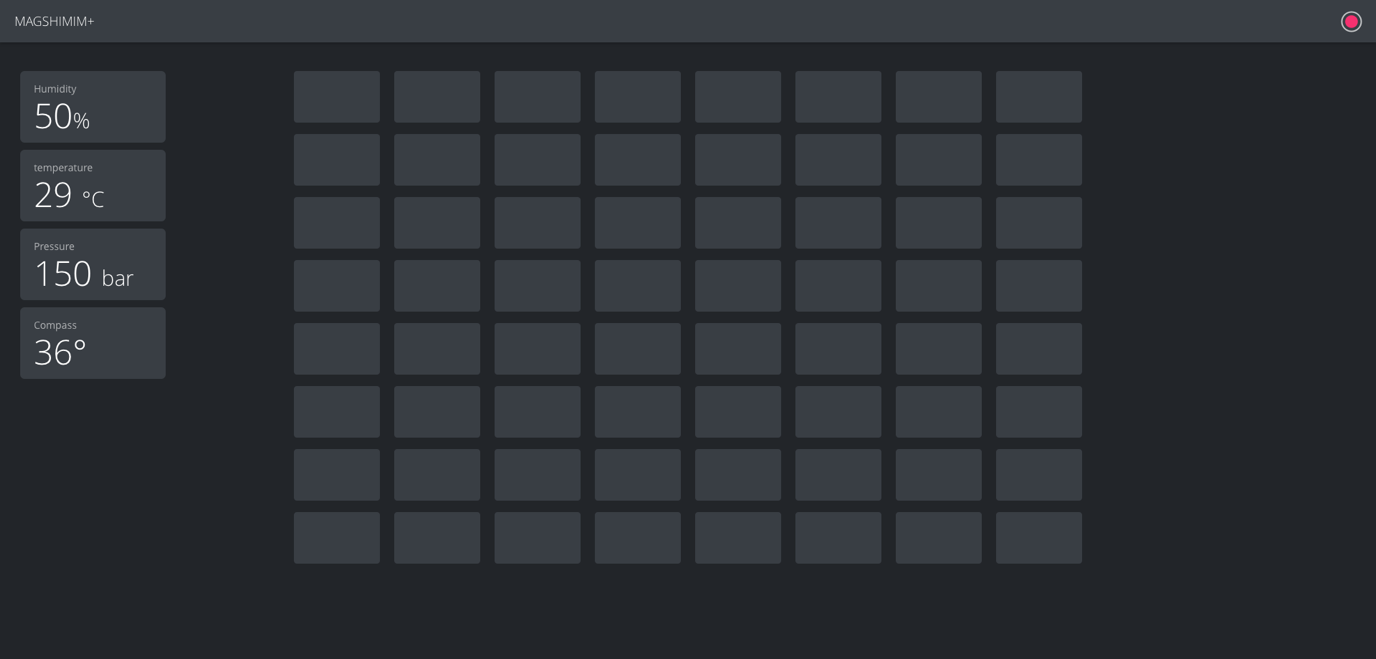 MAGSHIMIM+
Humidity
50%
temperature
29 °C
Pressure
150 bar
Compass
36°